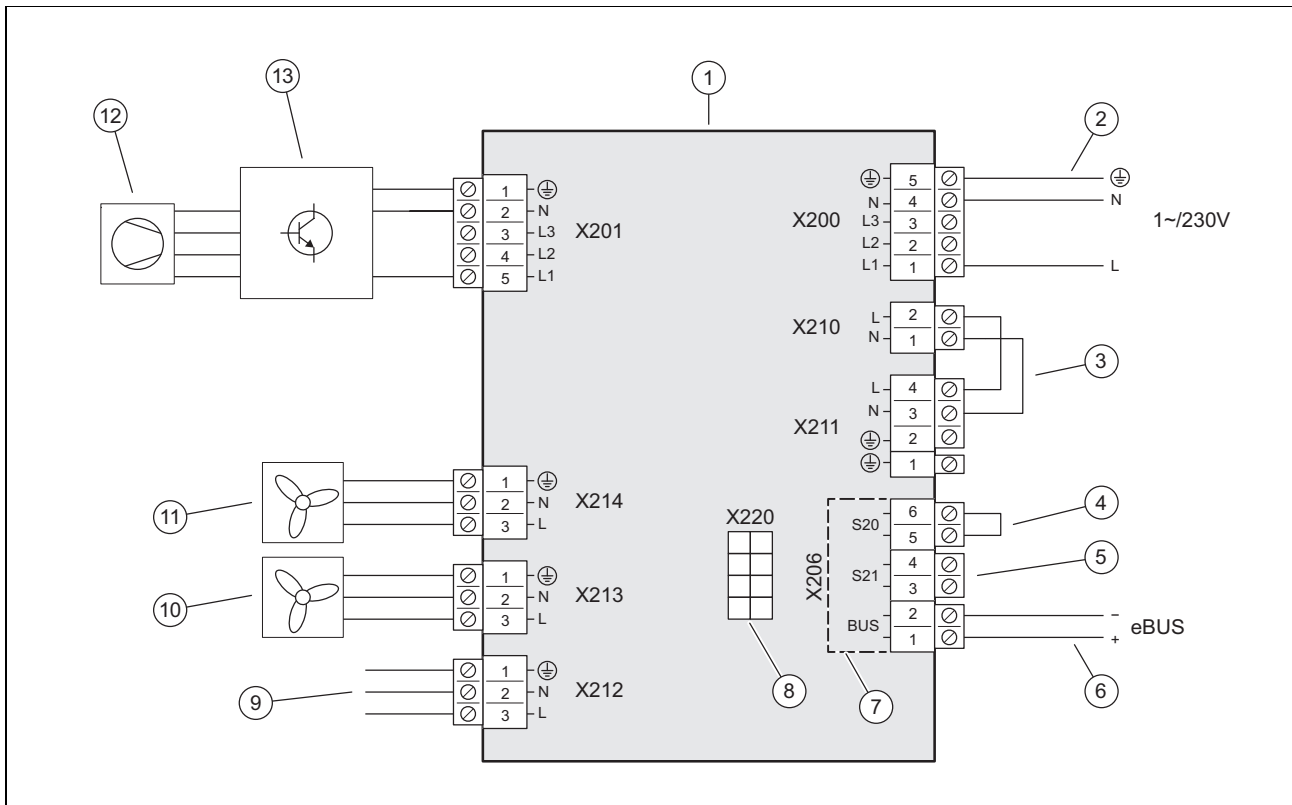 13
1
12
2
X201
1
2 N
3 L3
4 L2
5 L1
X200
5
N 4
L3 3
L2 2
L1 1
N
L
1~/230V
X210
L 2
N 1
3
X211
L 4
N 3
2
1
11
X214
1
2 N
3 L
10
X213
1
2 N
3 L
9
X212
1
2 N
3 L
X220
8
X206
S20
6
5
4
S21
4
3
5
BUS
2
1
–
+
eBUS
7
6